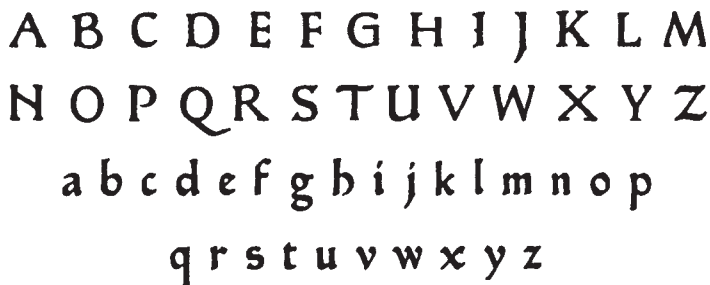 A B C D E F G H I J K L M
N O P Q R S T U V W X Y Z
a b c d e f g h i j k l m n o p
q r s t u v w x y z